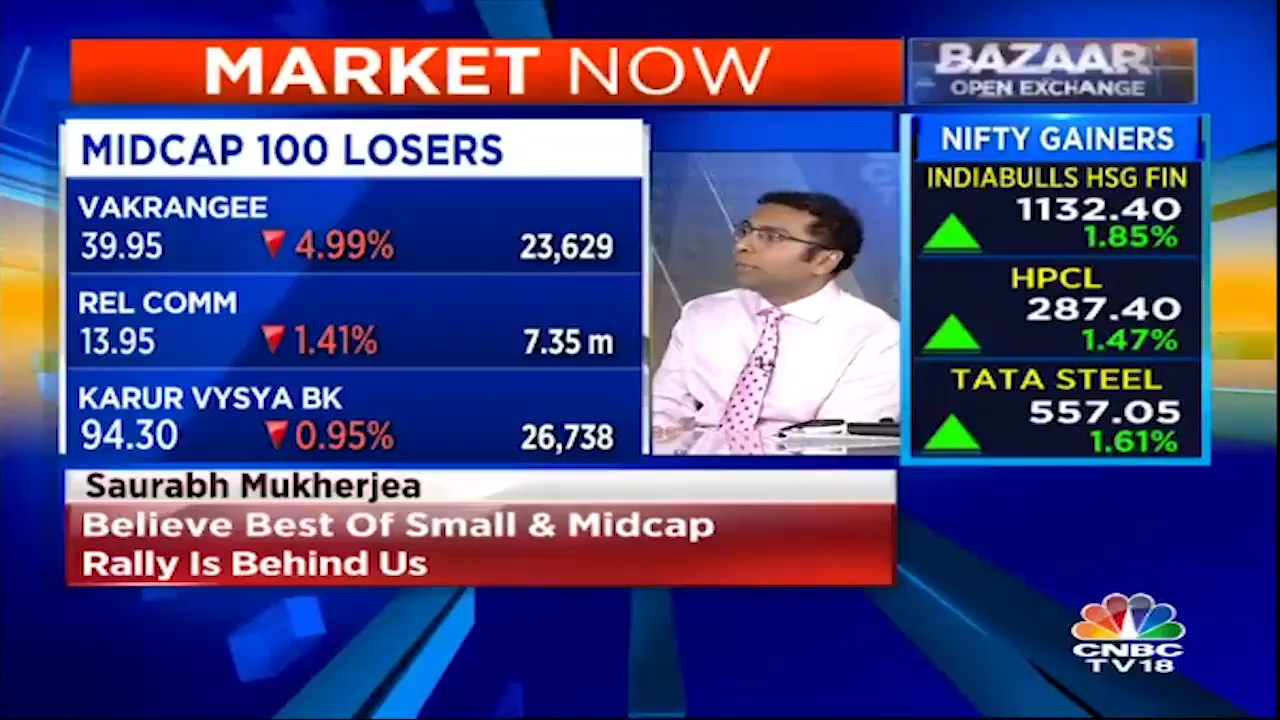 MARKET NOW
BAZAAR
OPEN EXCHANGE
MIDCAP 100 LOSERS
VAKRANGEE
39.95 4.99% 23,629
REL COMM
13.95 1.41% 7.35 m
KARUR VYSYA BK
94.30 0.95% 26,738
NIFTY GAINERS
INDIABULLS HSG FIN
1132.40
1.85%
HPCL
287.40
1.47%
TATA STEEL
557.05
1.61%
Saurabh Mukherjea
Believe Best Of Small & Midcap
Rally Is Behind Us
CNBC
TV18